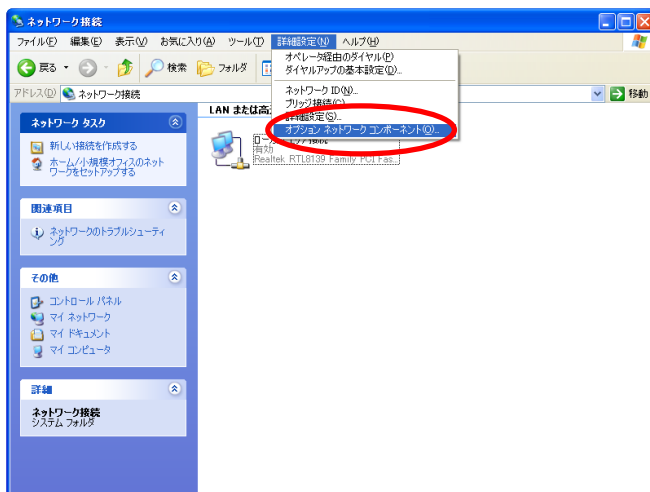 ネットワーク接続
ファイル(F) 編集(E) 表示(V) お気に入り(A) ツール(T) 詳細設定(N) ヘルプ(H)
オペレータ経由のダイヤル(P)
ダイヤルアップの基本設定(D)...
ネットワーク ID(N)...
ブリッジ接続(C)
詳細設定(S)...
オプション ネットワーク コンポーネント(O)...
戻る 検索 フォルダ
アドレス(D) ネットワーク接続 移動
LAN または高
ネットワーク タスク
新しい接続を作成する
ホーム/小規模オフィスのネット
ワークをセットアップする
関連項目
ネットワークのトラブルシューティ
ング
その他
コントロール パネル
マイ ネットワーク
マイ ドキュメント
マイ コンピュータ
詳細
ネットワーク接続
システム フォルダ
有効
Realtek RTL8139 Family PCI Fas...